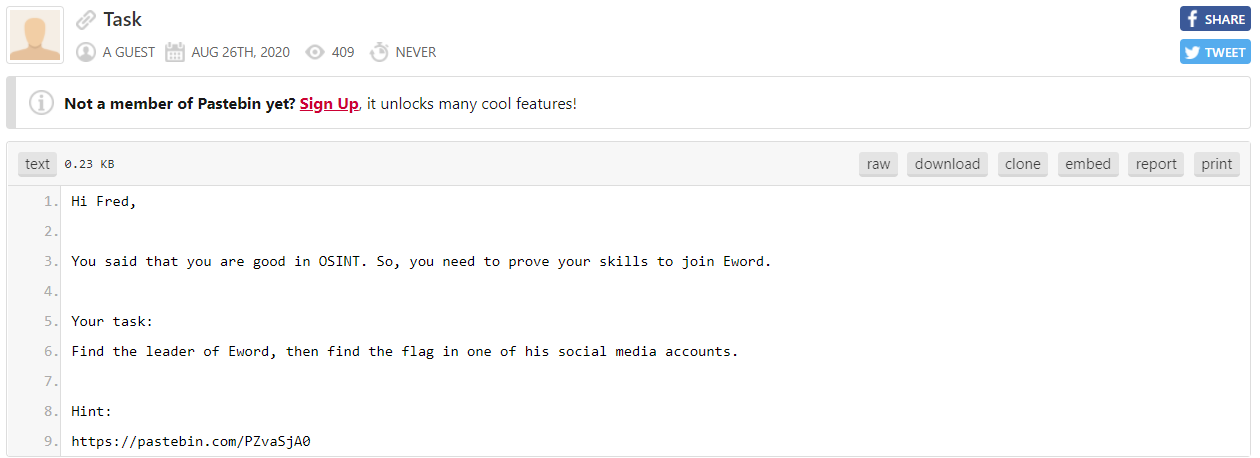 Task
SHARE
A GUEST AUG 26TH, 2020 409 NEVER
TWEET
Not a member of Pastebin yet? Sign Up, it unlocks many cool features!
text 0.23 KB raw download clone embed report print
1. Hi Fred,
2.
3. You said that you are good in OSINT. So, you need to prove your skills to join Eword.
4.
5. Your task:
6. Find the leader of Eword, then find the flag in one of his social media accounts.
7.
8. Hint:
9. https://pastebin.com/PZvaSjA0